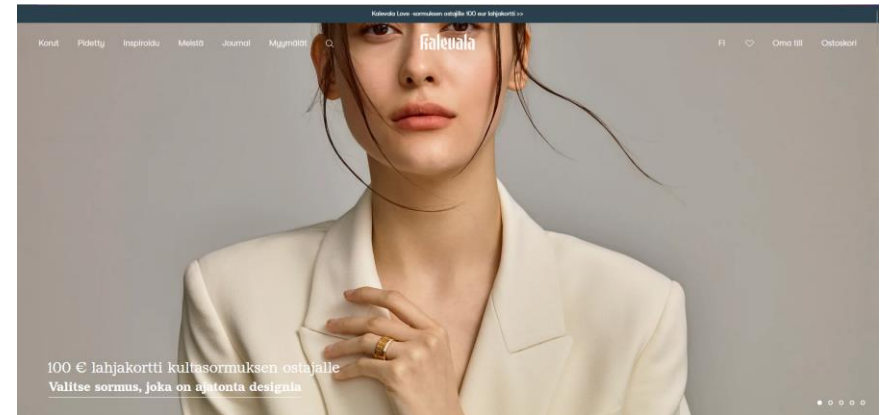 Kalevala Love -sormuksen ostajille 100 eur lahjakortti >>
Korut Pidetty Inspiroidu Meistä Journal Myymälät Kalevala FI Oma tili Ostoskori
100 € lahjakortti kultasormuksen ostajalle
Valitse sormus, joka on ajatonta designia